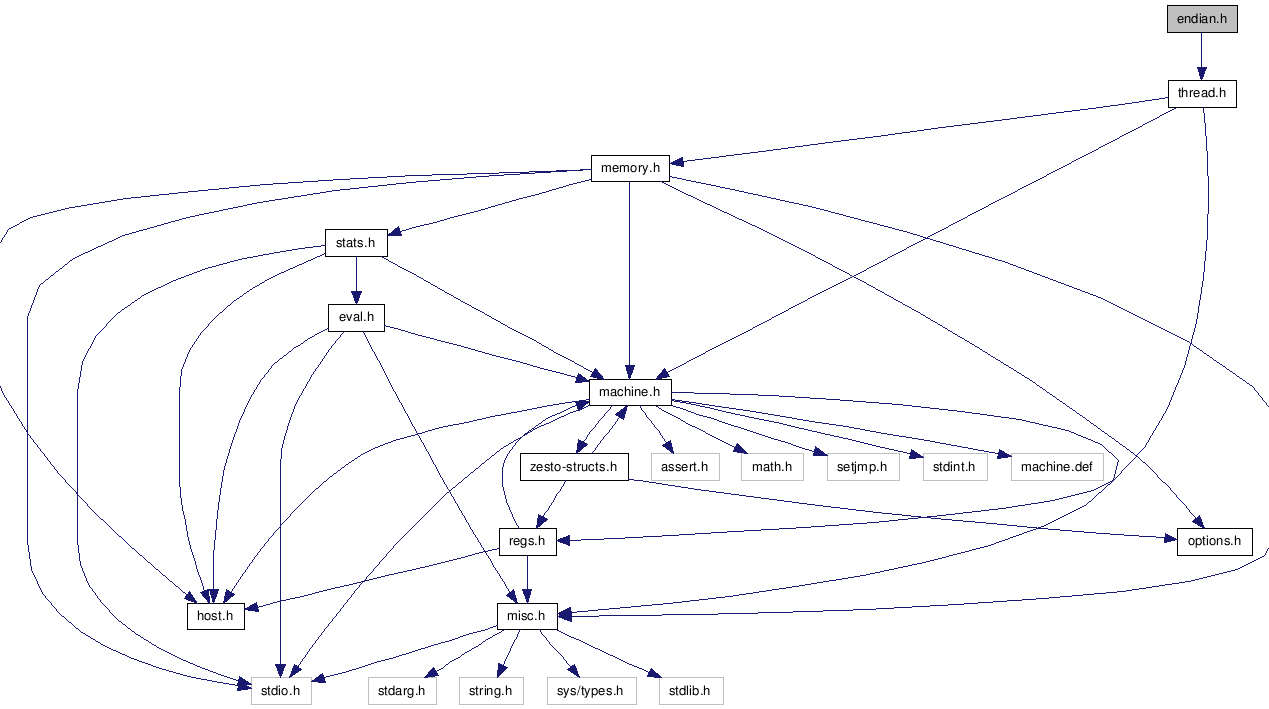 endian.h
thread.h
memory.h
stats.h
eval.h
machine.h
zesto-structs.h
assert.h
math.h
setjmp.h
stdint.h
machine.def
regs.h
options.h
host.h
misc.h
stdio.h
stdarg.h
string.h
sys/types.h
stdlib.h